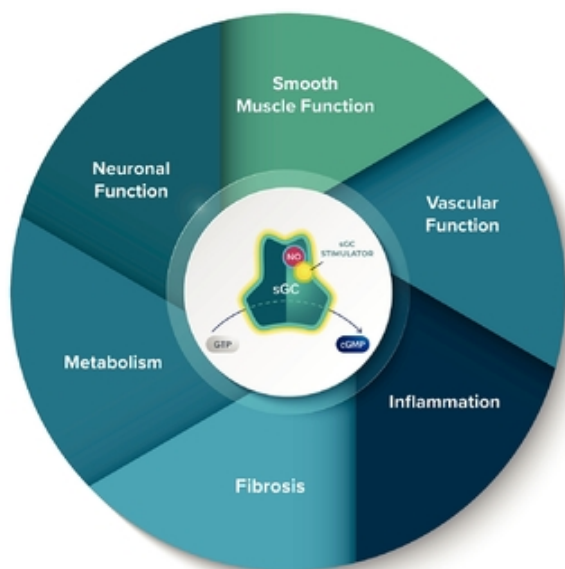 Smooth
Muscle Function
Neuronal
Function
Vascular
Function
NO
sGC
STIMULATOR
sGC
GTP
cGMP
Metabolism
Inflammation
Fibrosis